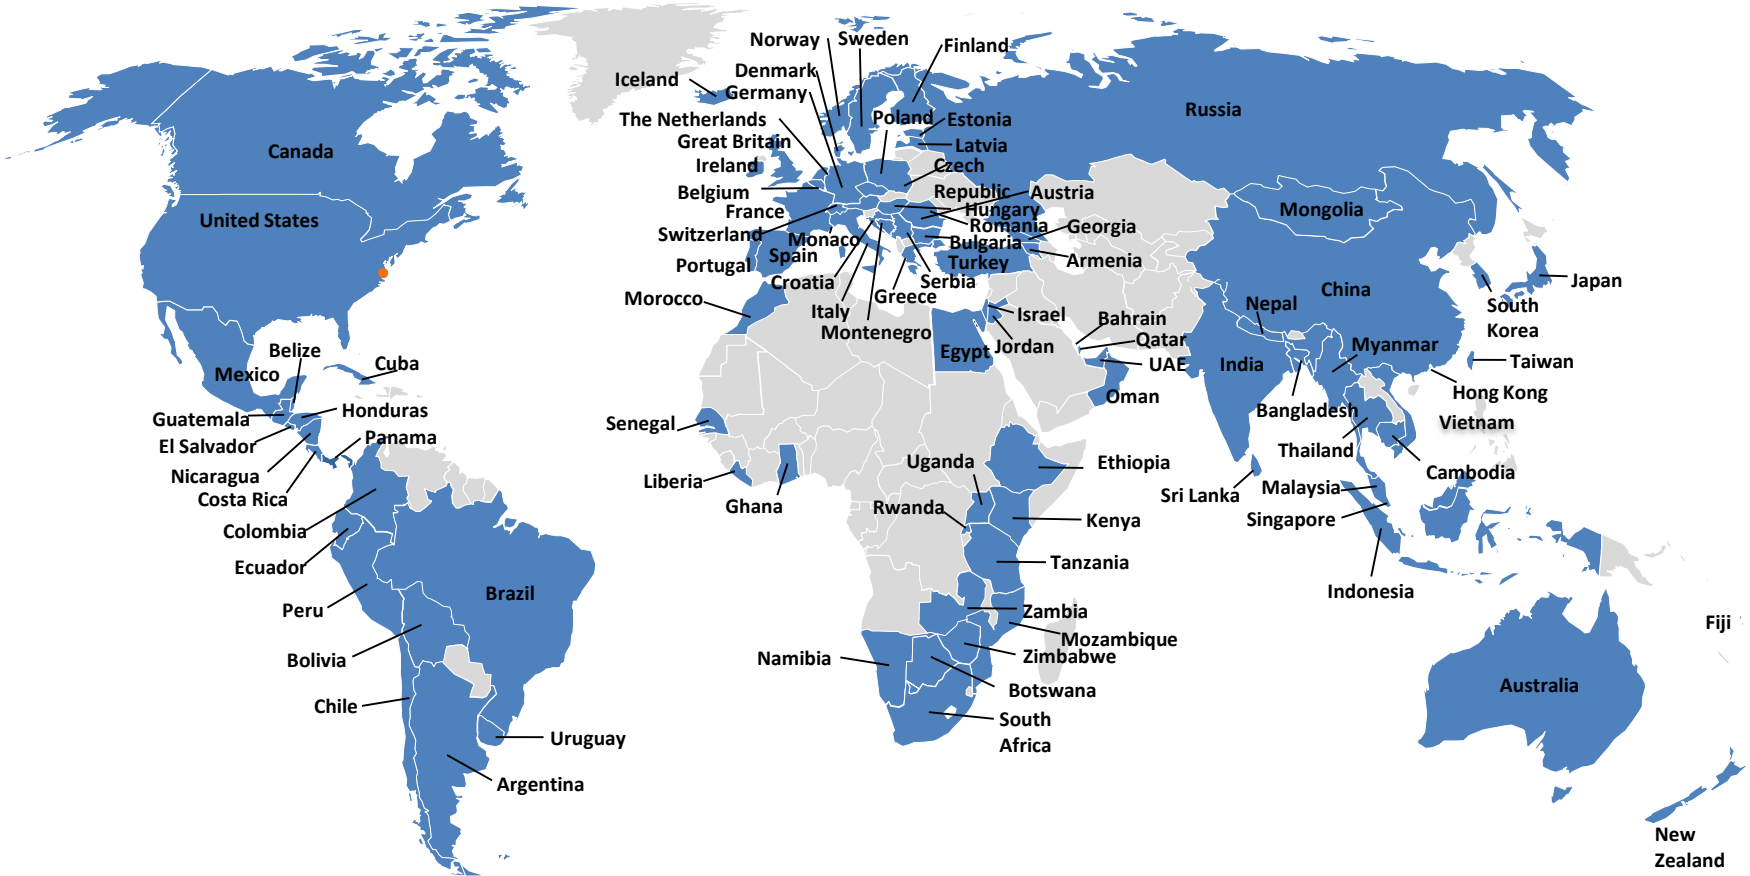 Norway
Sweden
Finland
Iceland
Denmark
Germany
Russia
The Netherlands
Poland
Estonia
Great Britain
Latvia
Canada
Ireland
Czech
Republic
Belgium
Austria
France
Hungary
Mongolia
United States
Romania
Georgia
Switzerland
Monaco
Bulgaria
Spain
Portugal
Turkey
Armenia
Croatia
Serbia
Japan
China
Greece
Morocco
Italy
Nepal
South
Korea
Israel
Bahrain
Montenegro
Qatar
Jordan
Egypt
Myanmar
Belize
Cuba
UAE
India
Taiwan
Mexico
Hong Kong
Oman
Guatemala
Honduras
Bangladesh
Vietnam
Senegal
El Salvador
Panama
Thailand
Nicaragua
Uganda
Ethiopia
Cambodia
Liberia
Costa Rica
Sri Lanka
Malaysia
Ghana
Rwanda
Singapore
Colombia
Kenya
Ecuador
Tanzania
Brazil
Indonesia
Peru
Zambia
Fiji
Mozambique
Bolivia
Namibia
Zimbabwe
Australia
Botswana
Chile
South
Africa
Uruguay
Argentina
New
Zealand